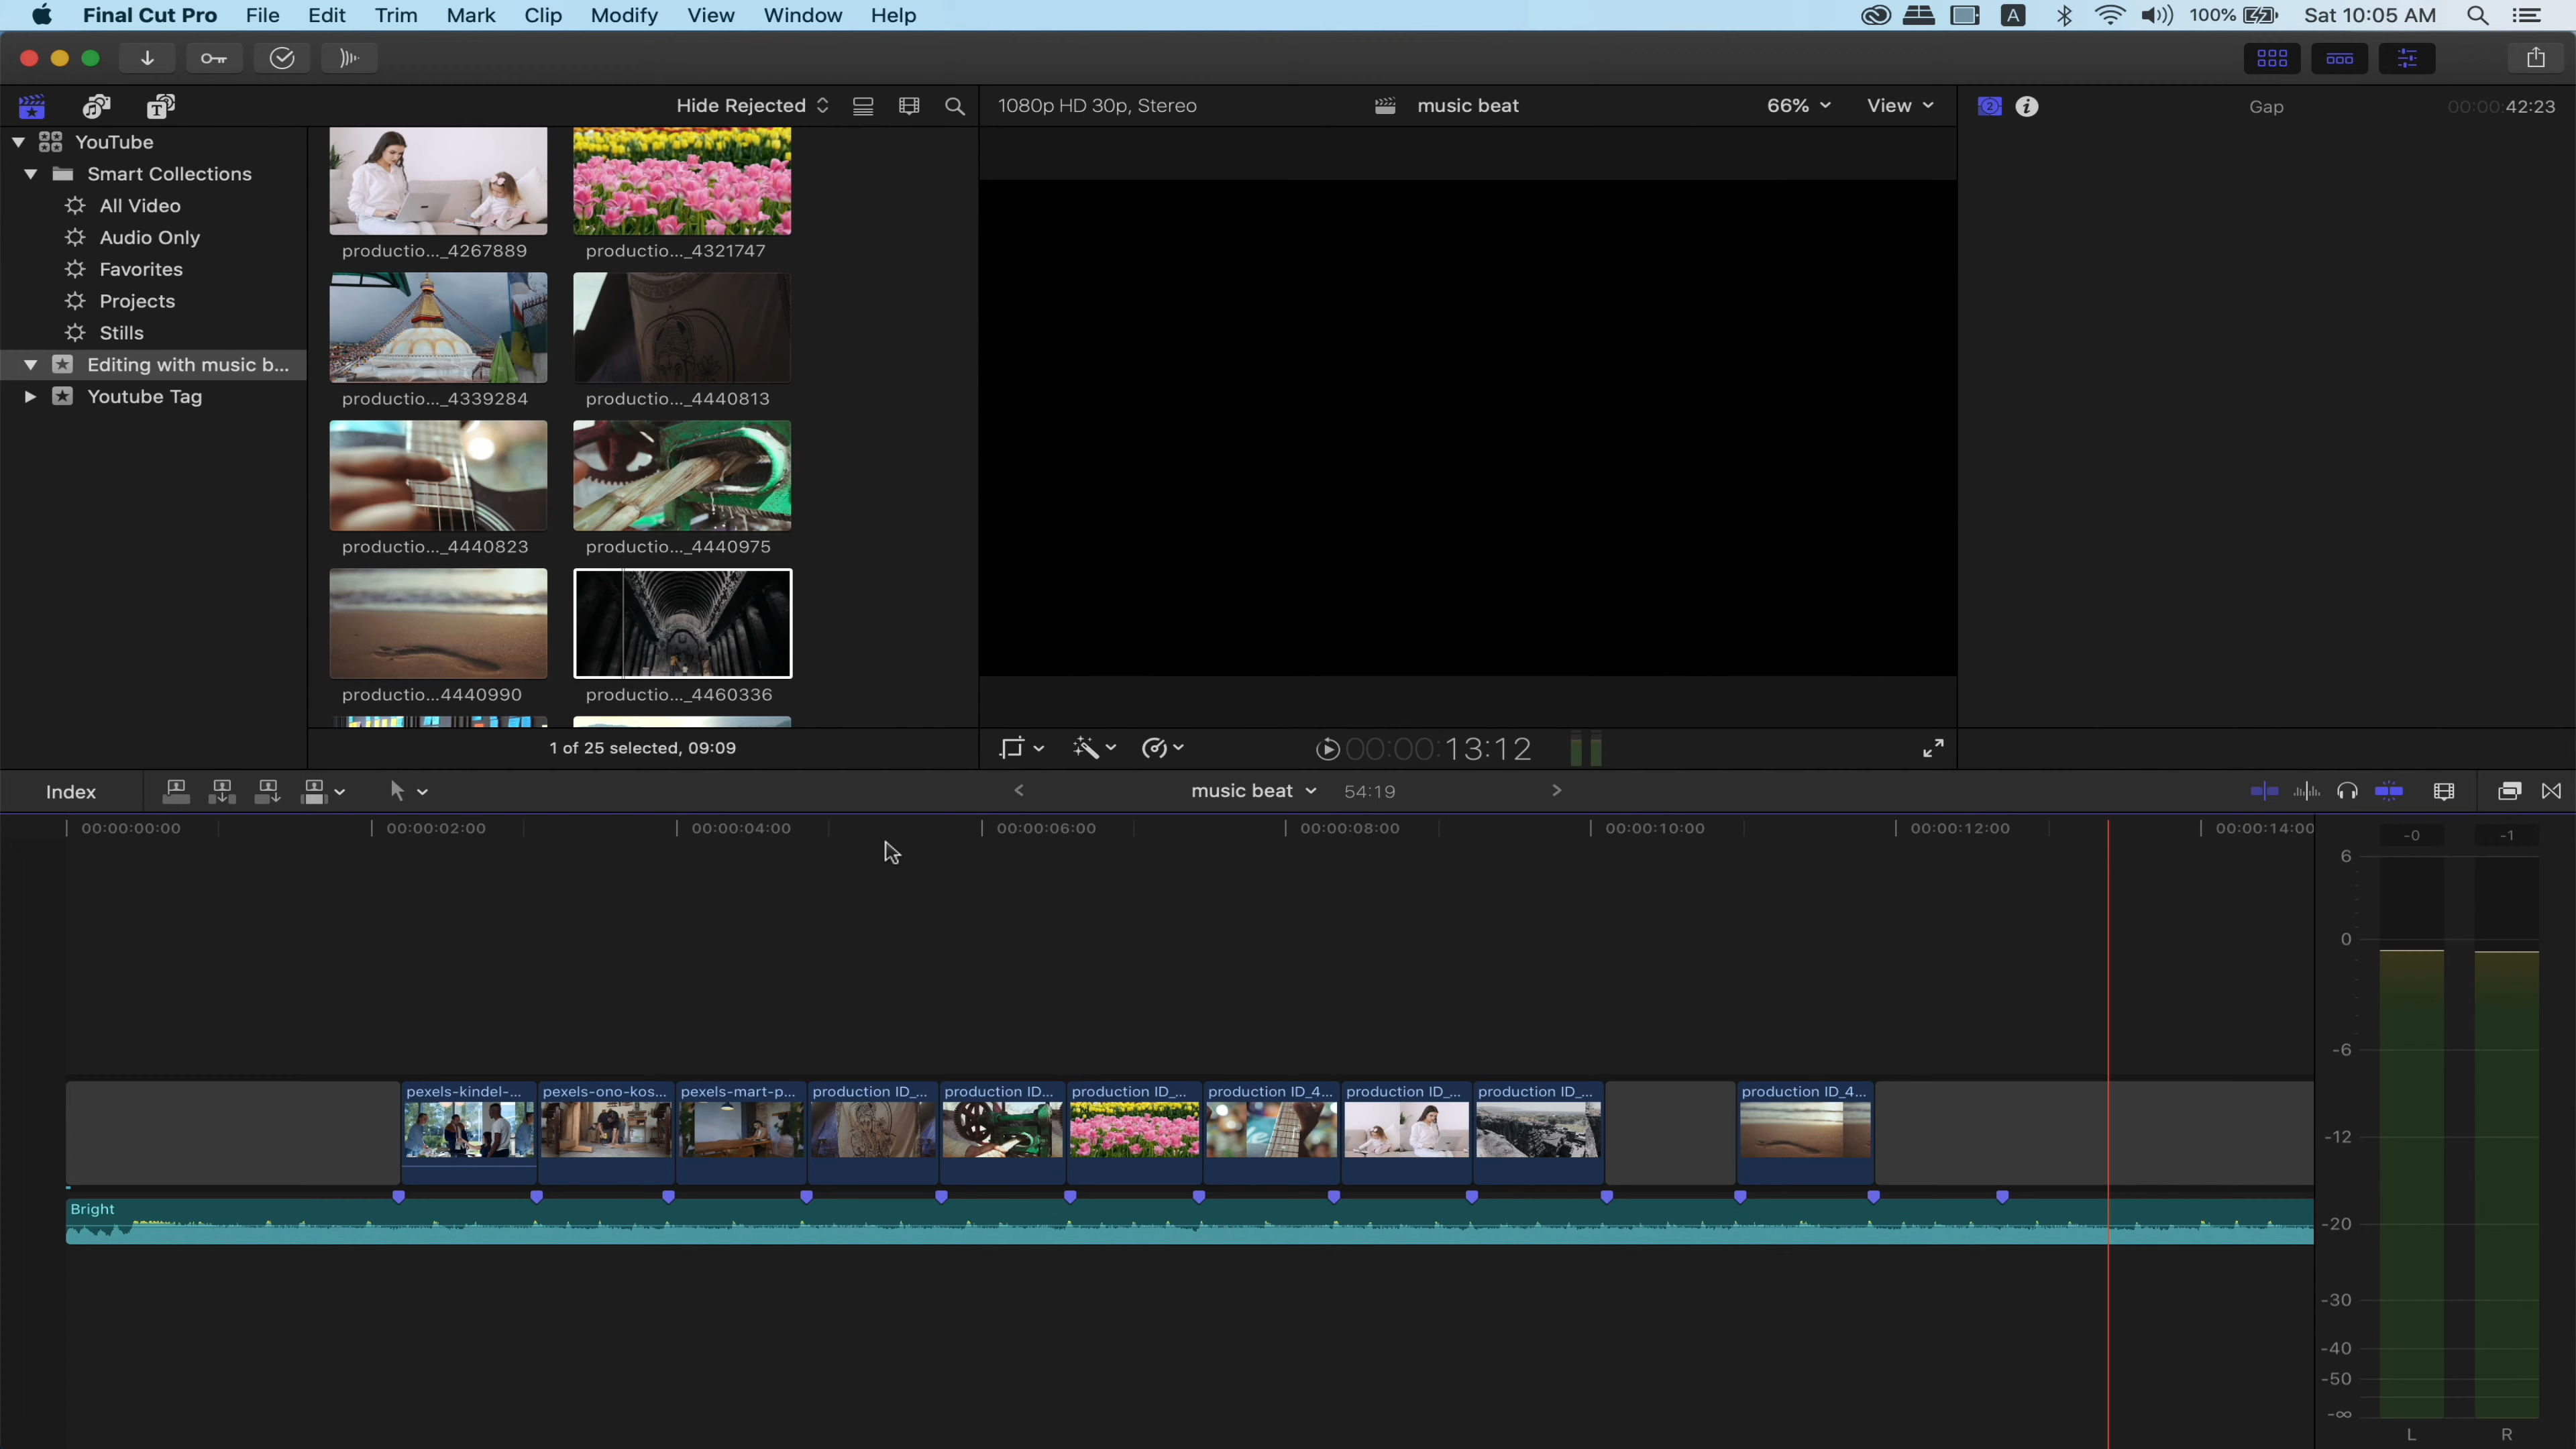 Final Cut Pro File Edit Trim Mark Clip Modify View Window Help A 100% Sat 10:05 AM
Hide Rejected 1080p HD 30p, Stereo music beat 66% View Gap 00:00:42:23
YouTube
Smart Collections
All Video
Audio Only
Favorites
Projects
Stills
Editing with music b...
Youtube Tag
productio..._4267889 productio..._4321747
productio..._4339284 productio..._4440813
productio..._4440823 productio..._4440975
productio...4440990 productio..._4460336
1 of 25 selected, 09:09 00:00:13:12
Index music beat 54:19
00:00:00:00 00:00:02:00 00:00:04:00 00:00:06:00 00:00:08:00 00:00:10:00 00:00:12:00 00:00:14:00
-0 -1
6
0
-6
pexels-kindel-... pexels-ono-kos... pexels-mart-p... production ID_... production ID... production ID_... production ID_4... production ID_... production ID_... production ID_4...
-12
Bright
-20
-30
-40
-50
-∞
L R